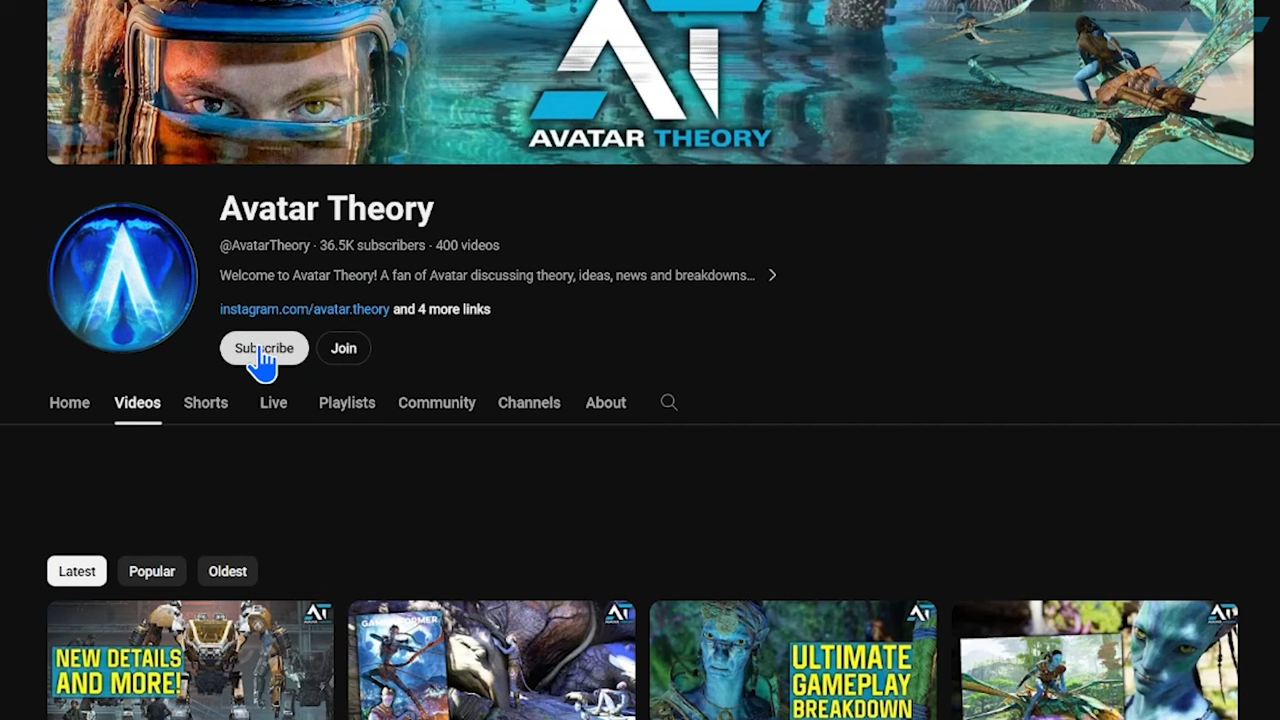 AVATAR THEORY
Avatar Theory
@AvatarTheory · 36.5K subscribers · 400 videos
Welcome to Avatar Theory! A fan of Avatar discussing theory, ideas, news and breakdowns...
instagram.com/avatar.theory and 4 more links
Subscribe Join
Home Videos Shorts Live Playlists Community Channels About
Latest Popular Oldest
NEW DETAILS
AND MORE!
ULTIMATE
GAMEPLAY
BREAKDOWN